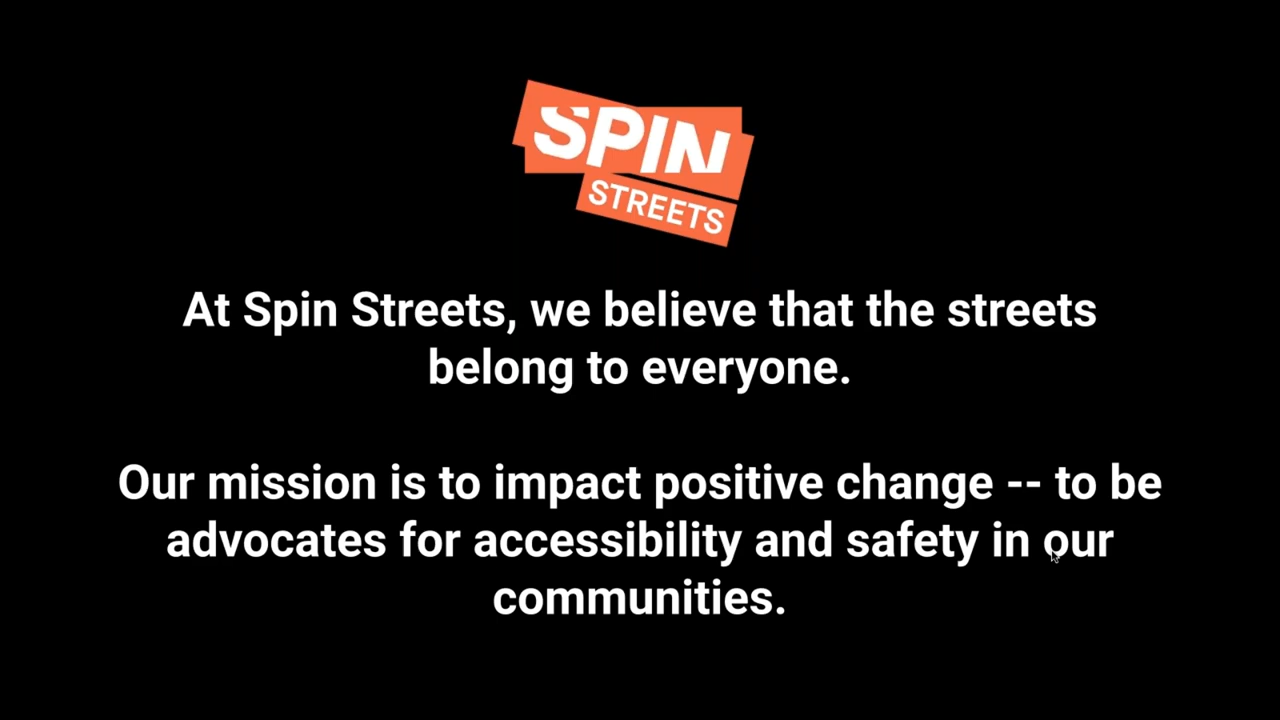 SPIN
STREETS
At Spin Streets, we believe that the streets
belong to everyone.
Our mission is to impact positive change -- to be
advocates for accessibility and safety in our
communities.